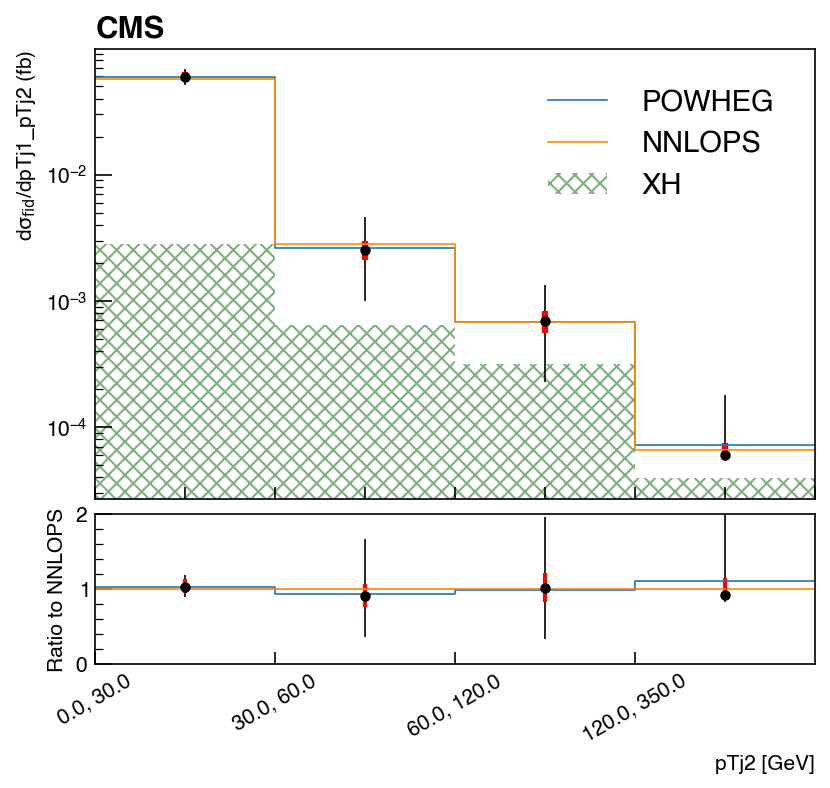 CMS
dσfid/dpTj1_pTj2 (fb)
POWHEG
NNLOPS
XH
10⁻²
10⁻³
10⁻⁴
Ratio to NNLOPS
2
1
0
0.0, 30.0
30.0, 60.0
60.0, 120.0
120.0, 350.0
pTj2 [GeV]